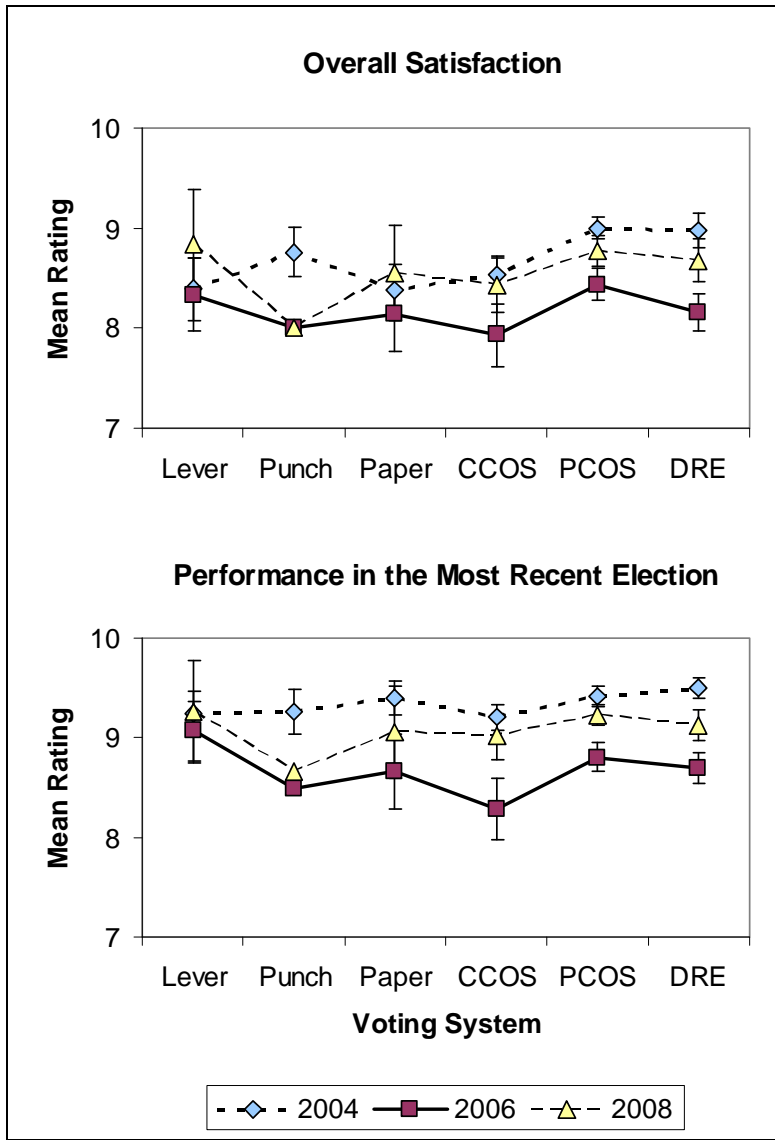 Overall Satisfaction
10
9
8
7
Mean Rating
Lever Punch Paper CCOS PCOS DRE
Performance in the Most Recent Election
10
9
8
7
Mean Rating
Lever Punch Paper CCOS PCOS DRE
Voting System
2004 2006 2008